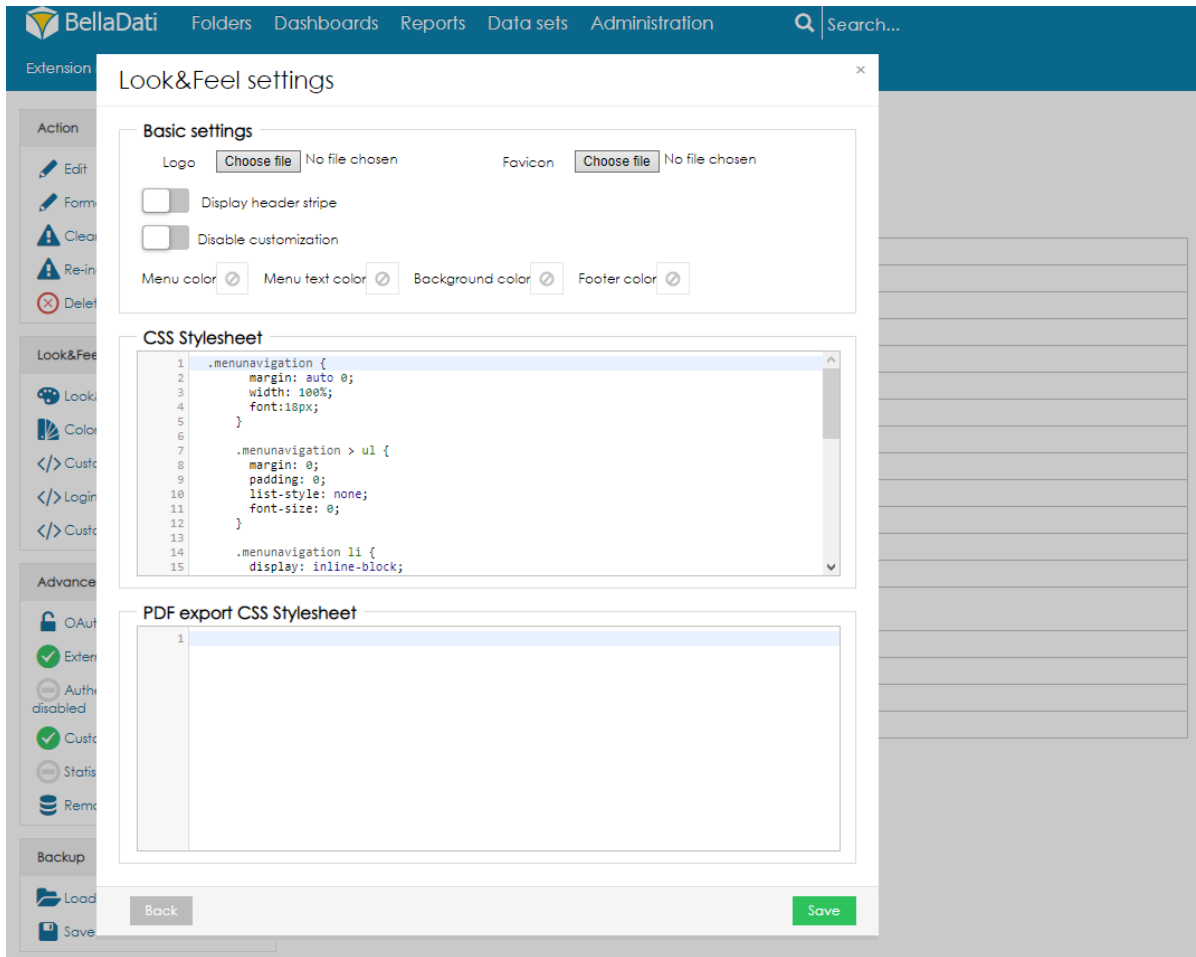 BellaDati Folders Dashboards Reports Data sets Administration Search...
Extension
Look&Feel settings ×
Action
Edit
Clear
Look&Fee
Advance
disabled
Backup
Load
Save
Basic settings
Logo Choose file No file chosen Favicon Choose file No file chosen
Display header stripe
Disable customization
Menu color Menu text color Background color Footer color
CSS Stylesheet
1 .menunavigation {
2 margin: auto 0;
3 width: 100%;
4 font:18px;
5 }
6
7 .menunavigation > ul {
8 margin: 0;
9 padding: 0;
10 list-style: none;
11 font-size: 0;
12 }
13
14 .menunavigation li {
15 display: inline-block;
PDF export CSS Stylesheet
1
Back Save